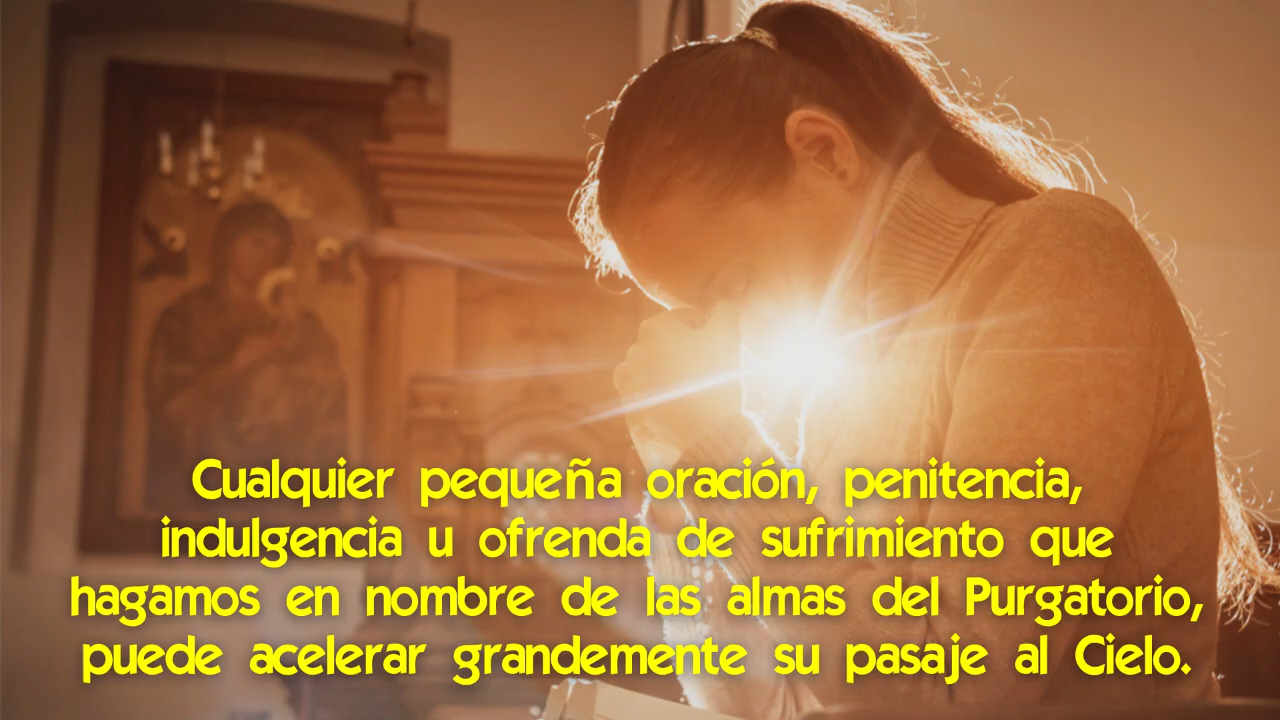 Cualquier pequeña oración, penitencia,
indulgencia u ofrenda de sufrimiento que
hagamos en nombre de las almas del Purgatorio,
puede acelerar grandemente su pasaje al Cielo.